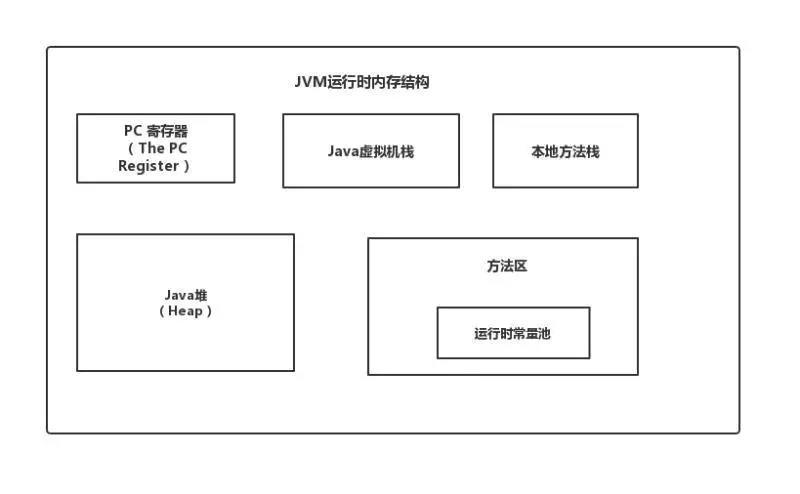 JVM运行时内存结构
PC 寄存器
（The PC
Register）
Java虚拟机栈
本地方法栈
Java堆
（Heap）
方法区
运行时常量池